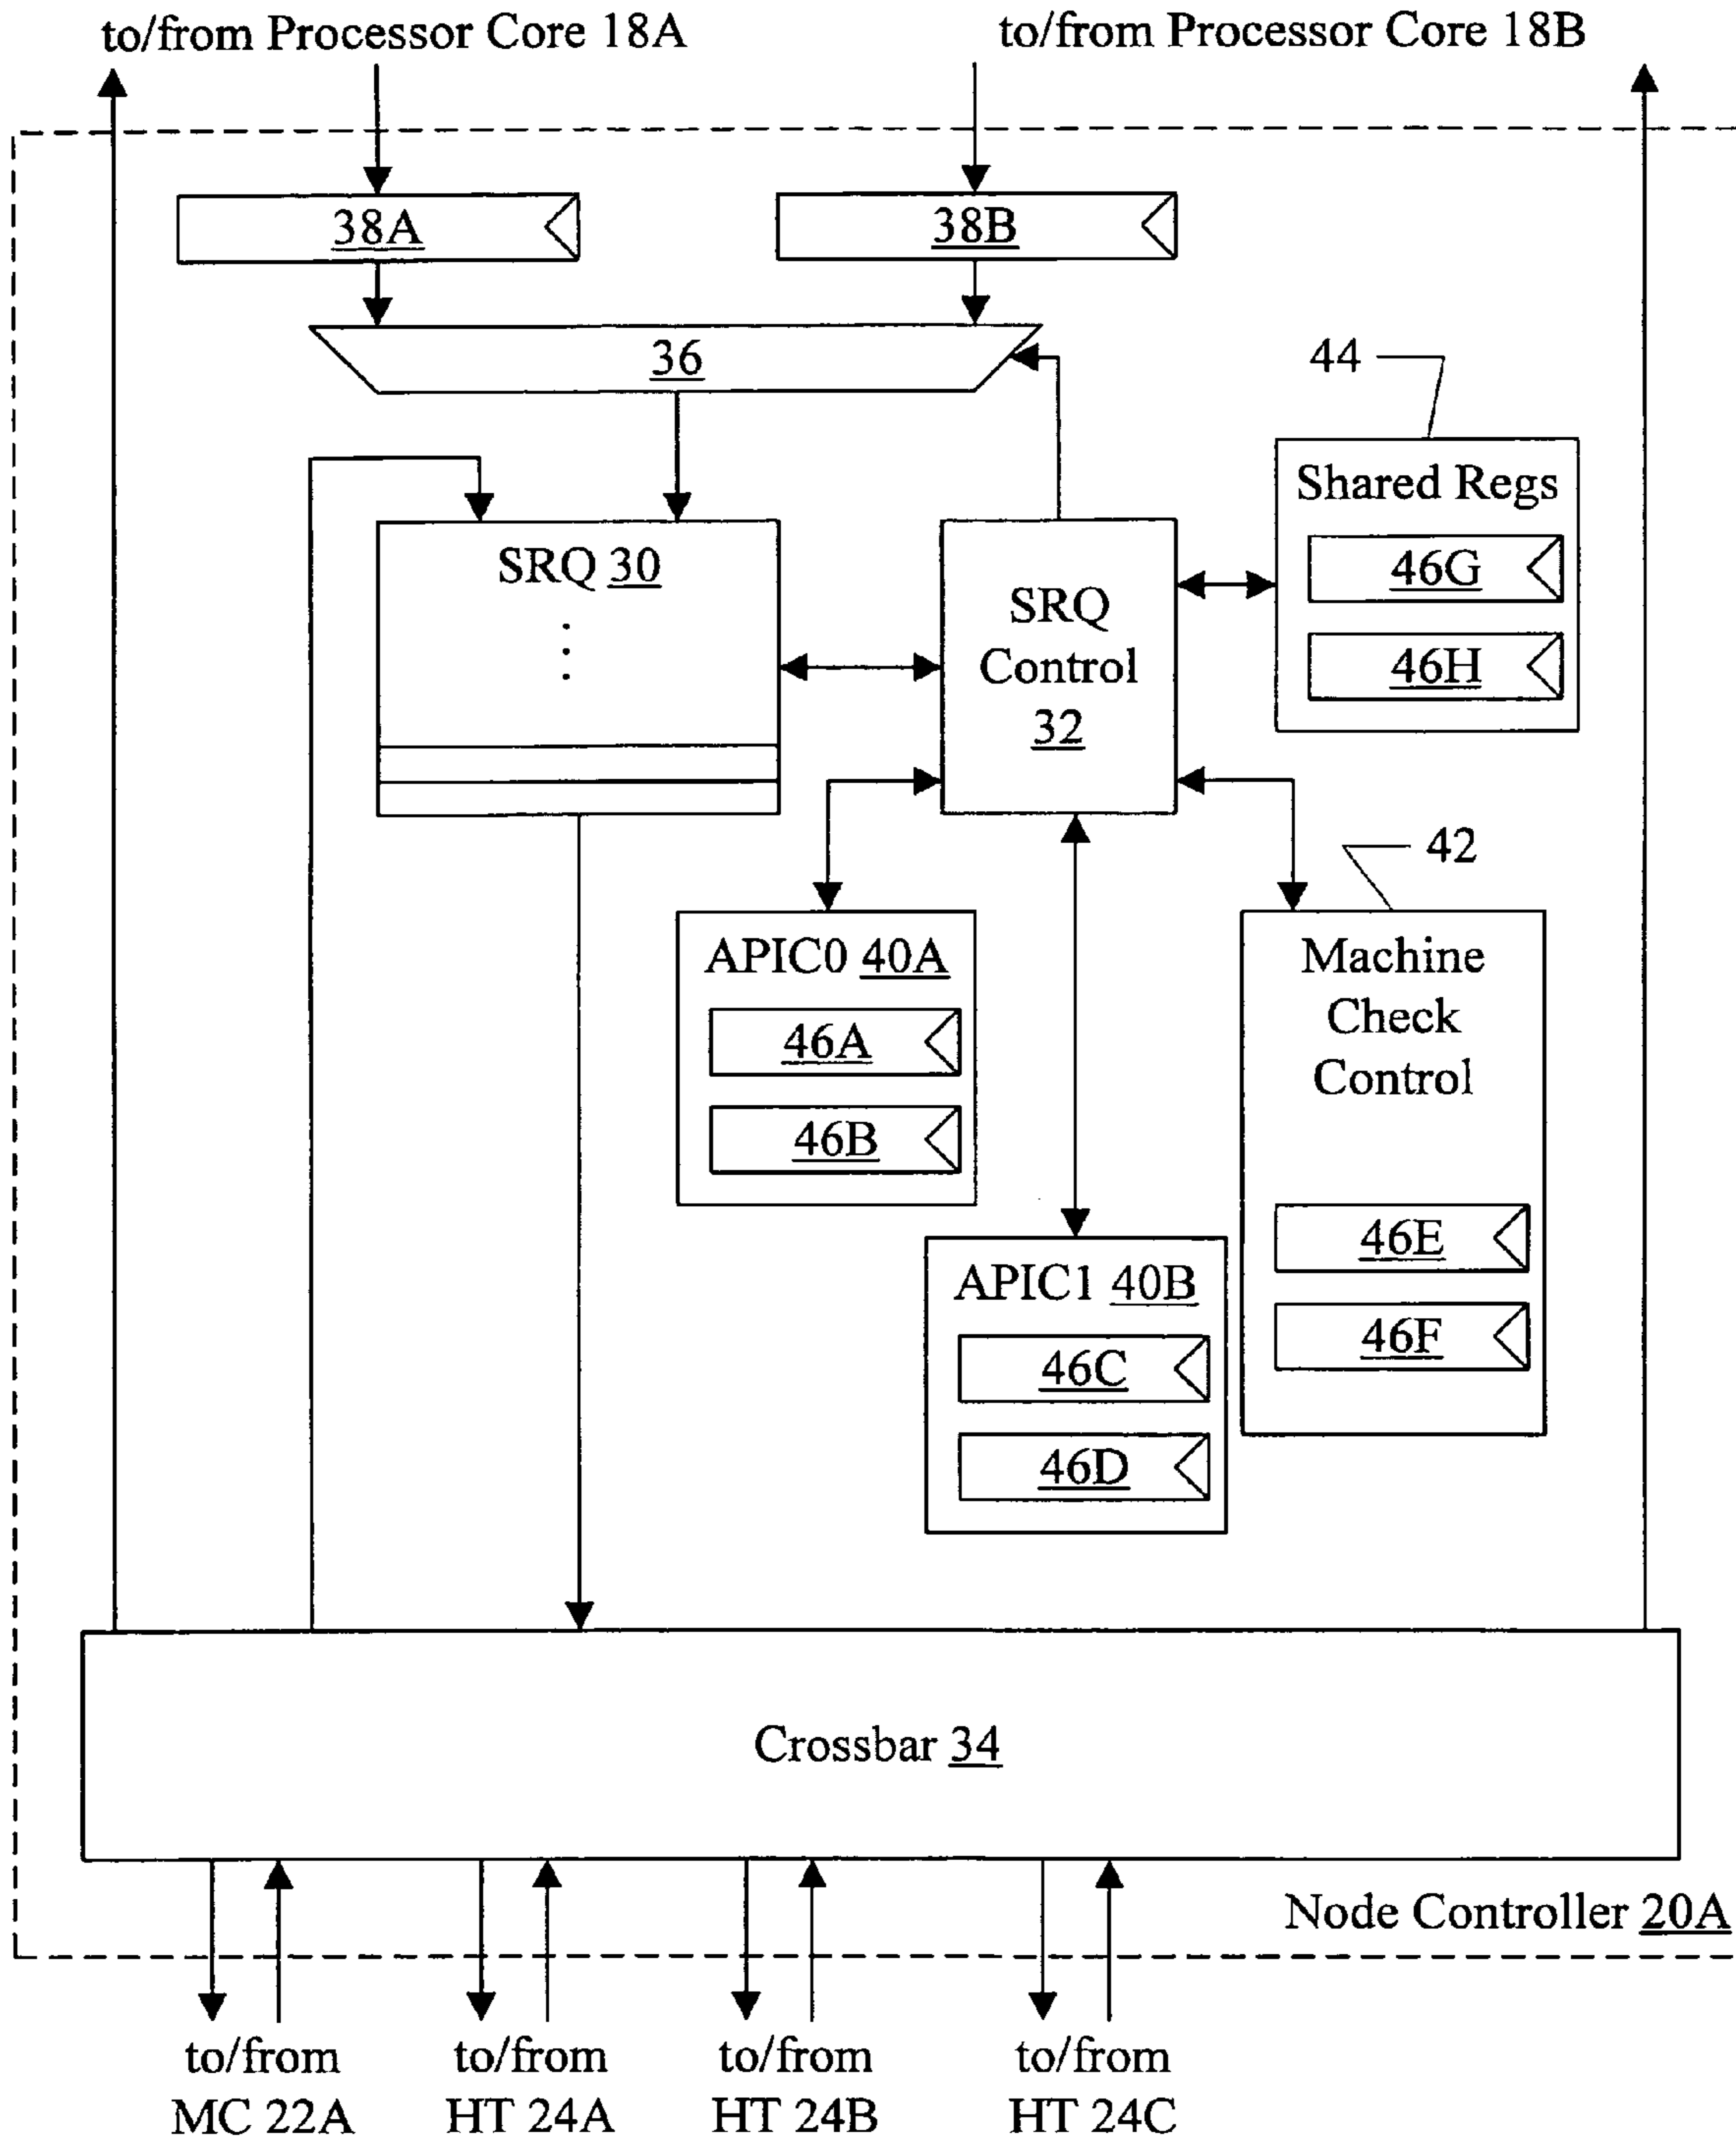 to/from Processor Core 18A
to/from Processor Core 18B
38A
38B
36
44
Shared Regs
46G
46H
SRQ 30
SRQ
Control
32
42
APIC0 40A
46A
46B
Machine
Check
Control
46E
46F
APIC1 40B
46C
46D
Crossbar 34
Node Controller 20A
to/from
MC 22A
to/from
HT 24A
to/from
HT 24B
to/from
HT 24C